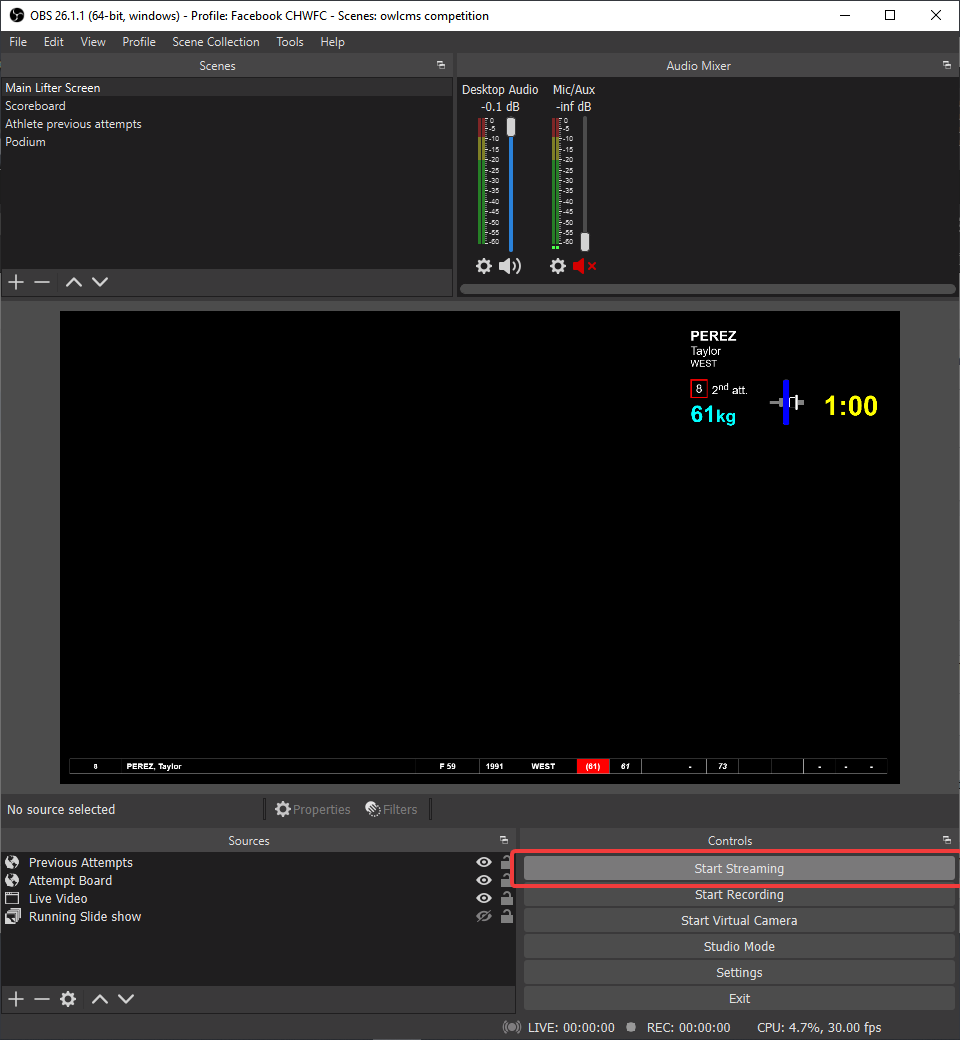 OBS 26.1.1 (64-bit, windows) - Profile: Facebook CHWFC - Scenes: owlcms competition
File Edit View Profile Scene Collection Tools Help
Scenes
Main Lifter Screen
Scoreboard
Athlete previous attempts
Podium
Audio Mixer
Desktop Audio Mic/Aux
-0.1 dB -inf dB
0 0
-5 -5
-10 -10
-15 -15
-20 -20
-25 -25
-30 -30
-35 -35
-40 -40
-45 -45
-50 -50
-55 -55
-60 -60
PEREZ
Taylor
WEST
8 2nd att.
61kg
1:00
8 PEREZ, Taylor F 59 1991 WEST (61) 61 - 73 - - -
No source selected Properties Filters
Sources
Previous Attempts
Attempt Board
Live Video
Running Slide show
Controls
Start Streaming
Start Recording
Start Virtual Camera
Studio Mode
Settings
Exit
LIVE: 00:00:00 REC: 00:00:00 CPU: 4.7%, 30.00 fps